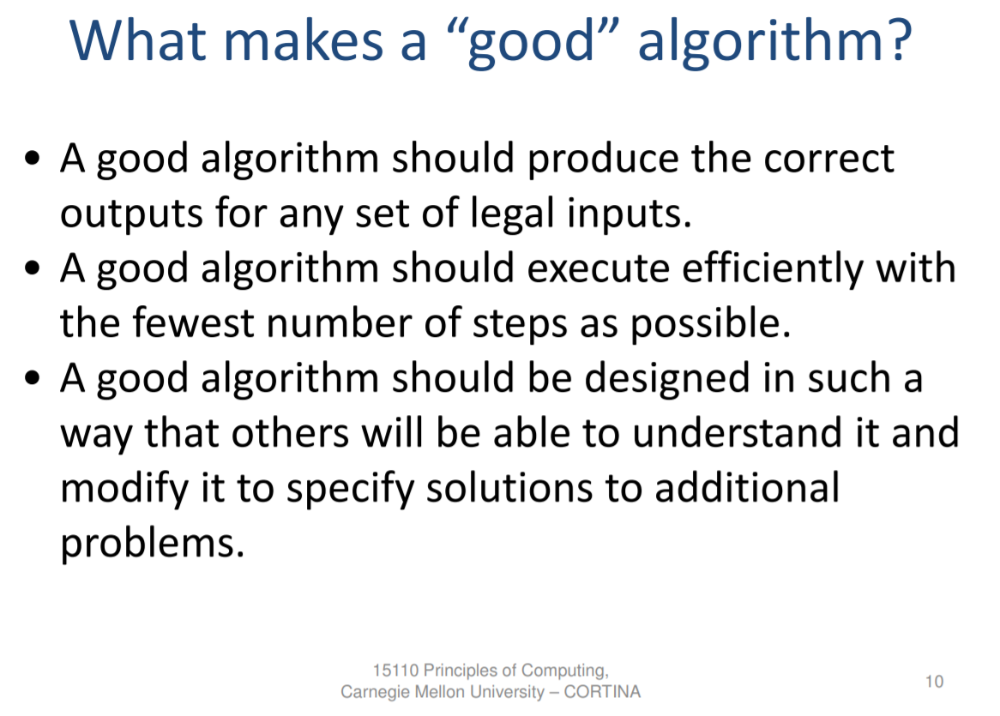 What makes a “good” algorithm?
• A good algorithm should produce the correct
outputs for any set of legal inputs.
• A good algorithm should execute efficiently with
the fewest number of steps as possible.
• A good algorithm should be designed in such a
way that others will be able to understand it and
modify it to specify solutions to additional
problems.
15110 Principles of Computing,
Carnegie Mellon University – CORTINA
10